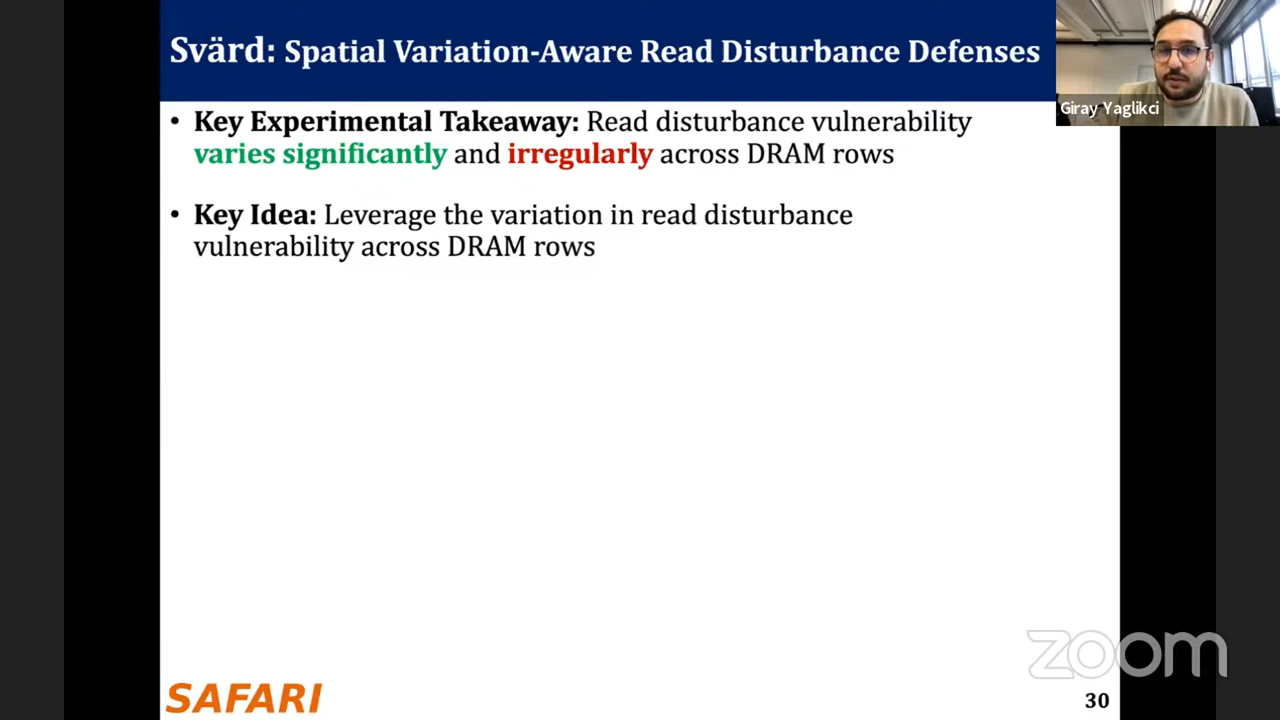 Svärd: Spatial Variation-Aware Read Disturbance Defenses
Giray Yaglikci
• Key Experimental Takeaway: Read disturbance vulnerability
varies significantly and irregularly across DRAM rows
• Key Idea: Leverage the variation in read disturbance
vulnerability across DRAM rows
zoom
SAFARI
30